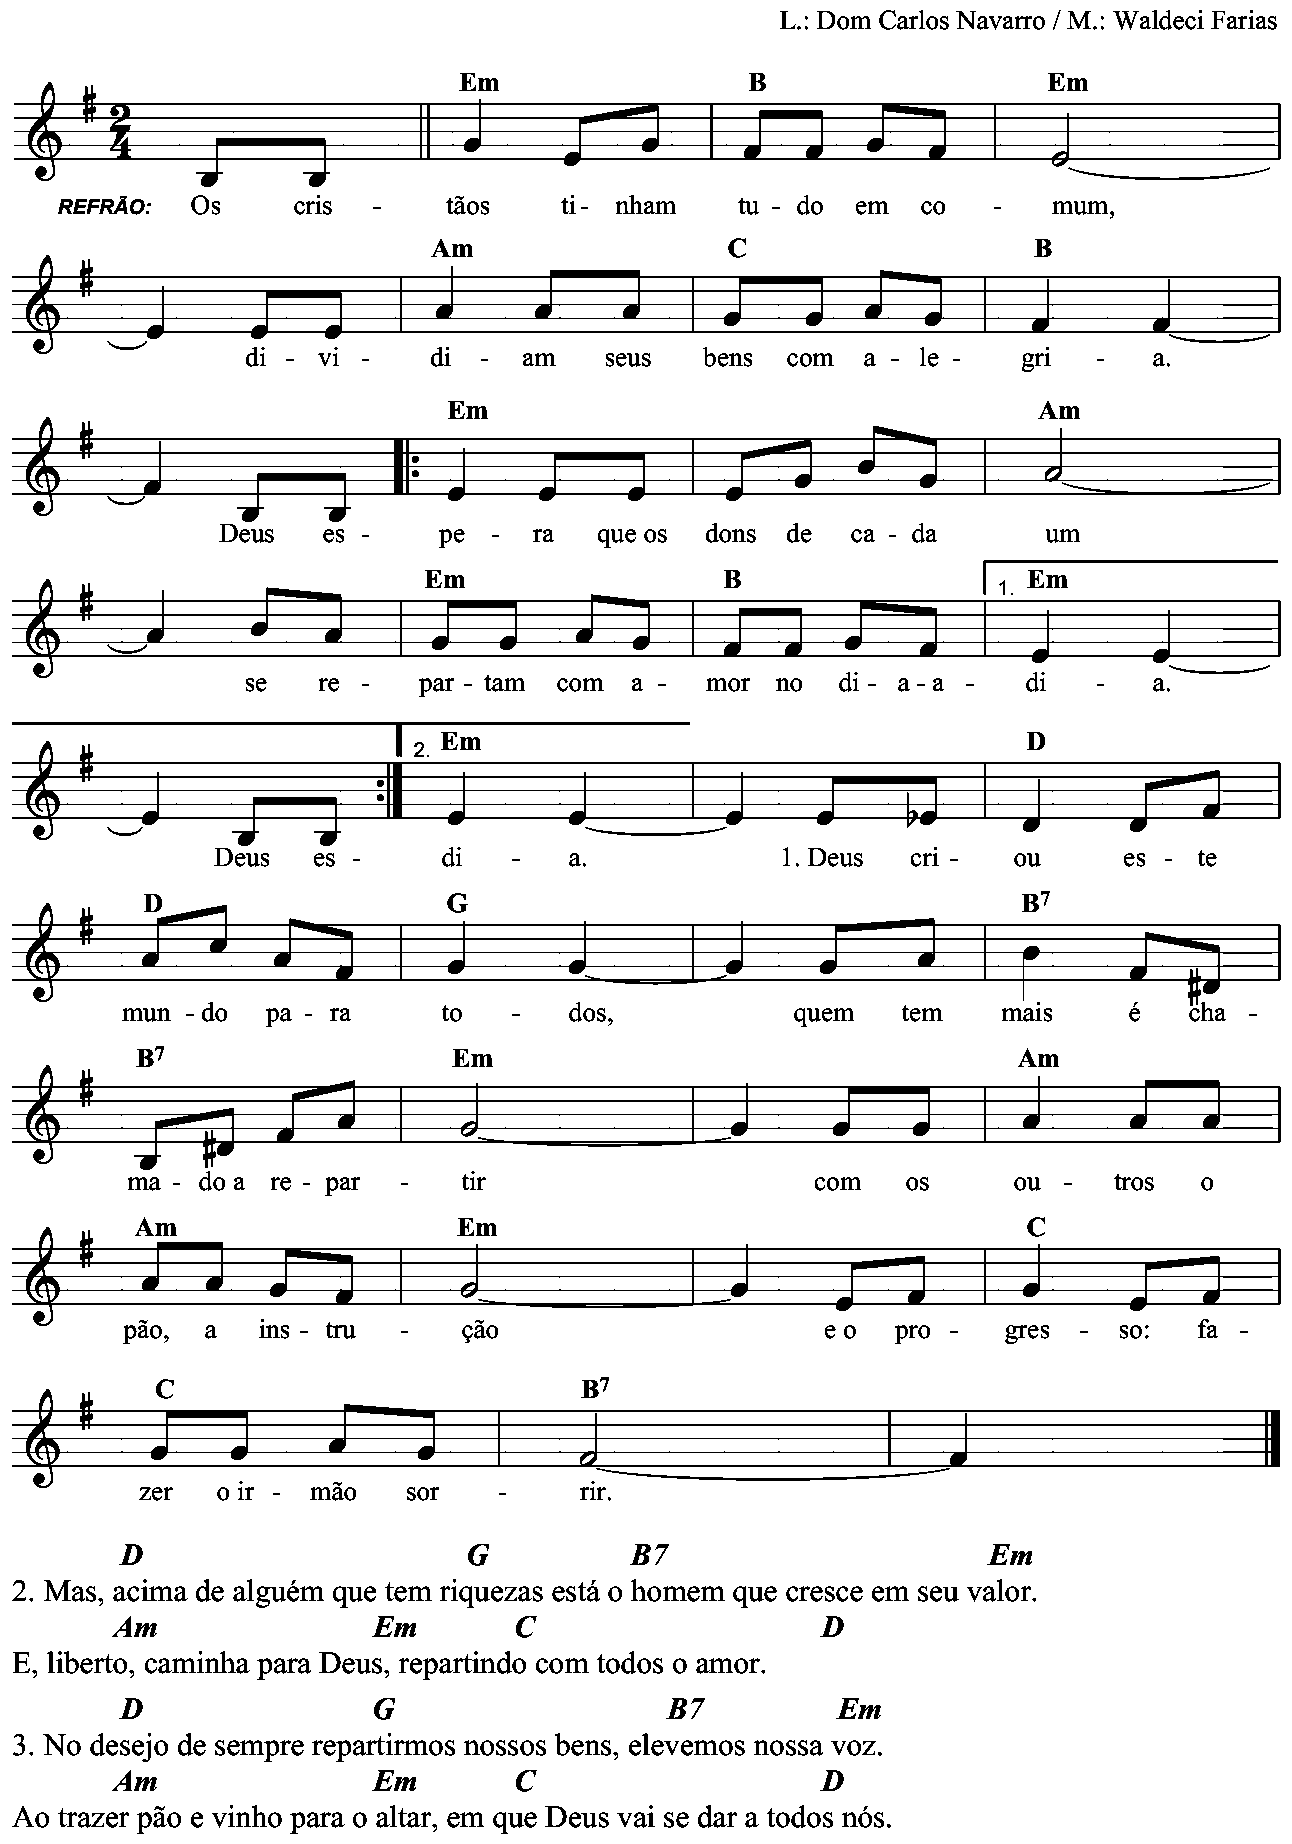 L.: Dom Carlos Navarro / M.: Waldeci Farias
Em B Em
2
4
REFRÃO: Os cris - tãos ti - nham tu - do em co - mum,
Am C B
di - vi - di - am seus bens com a - le - gri - a.
Em Am
Deus es - pe - ra que os dons de ca - da um
Em B 1. Em
se re - par - tam com a - mor no di - a - a - di - a.
2. Em D
Deus es - di - a. 1. Deus cri - ou es - te
D G B7
mun - do pa - ra to - dos, quem tem mais é cha -
B7 Em Am
ma - do a re - par - tir com os ou - tros o
Am Em C
pão, a ins - tru - ção e o pro - gres - so: fa -
C B7
zer o ir - mão sor - rir.
D G B7 Em
2. Mas, acima de alguém que tem riquezas está o homem que cresce em seu valor.
Am Em C D
E, liberto, caminha para Deus, repartindo com todos o amor.
D G B7 Em
3. No desejo de sempre repartirmos nossos bens, elevemos nossa voz.
Am Em C D
Ao trazer pão e vinho para o altar, em que Deus vai se dar a todos nós.